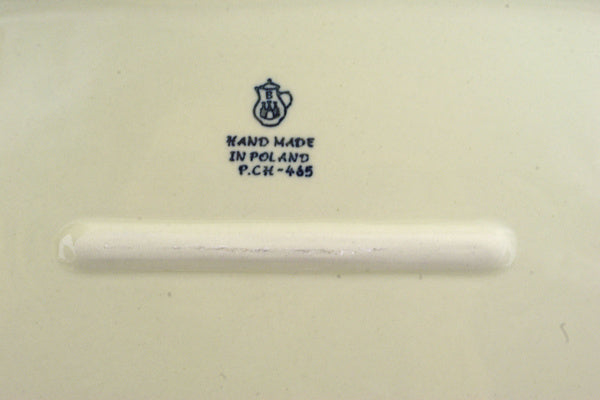 B
HAND MADE
IN POLAND
P.CH-465